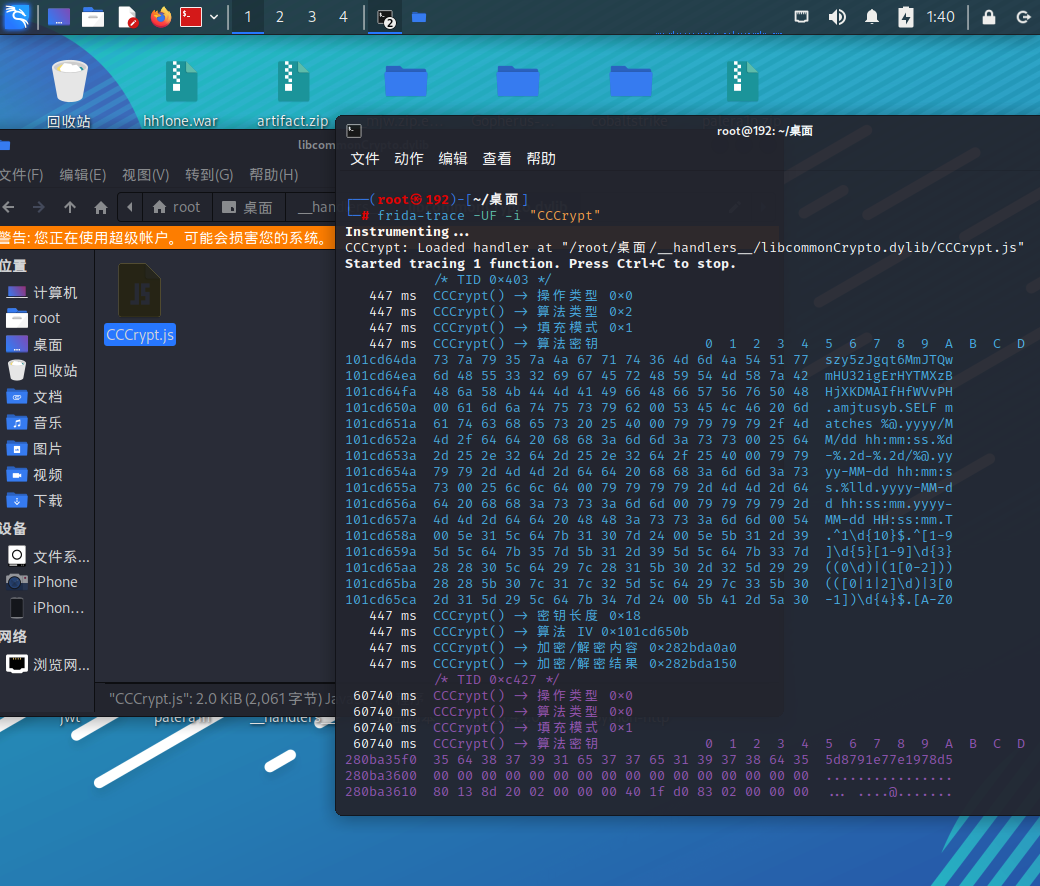 1 2 3 4 2 1:40
回收站 hh1one.war artifact.zip
libcom
文件(F) 编辑(E) 视图(V) 转到(G) 帮助(H)
root 桌面 __han
警告: 您正在使用超级帐户。可能会损害您的系统。
位置
计算机
root
桌面
回收站
文档
音乐
图片
视频
下载
设备
文件系...
iPhone
iPhon...
网络
浏览网...
JS
CCCrypt.js
"CCCrypt.js": 2.0 KiB (2,061 字节) Ja
jwt palera1n __handlers__
root@192: ~/桌面
文件 动作 编辑 查看 帮助
┌──(root㉿192)-[~/桌面]
└─# frida-trace -UF -i "CCCrypt"
Instrumenting...
CCCrypt: Loaded handler at "/root/桌面/__handlers__/libcommonCrypto.dylib/CCCrypt.js"
Started tracing 1 function. Press Ctrl+C to stop.
/* TID 0×403 */
447 ms CCCrypt() → 操作类型 0×0
447 ms CCCrypt() → 算法类型 0×2
447 ms CCCrypt() → 填充模式 0×1
447 ms CCCrypt() → 算法密钥 0 1 2 3 4 5 6 7 8 9 A B C D
101cd64da 73 7a 79 35 7a 4a 67 71 74 36 4d 6d 4a 54 51 77 szy5zJgqt6MmJTQw
101cd64ea 6d 48 55 33 32 69 67 45 72 48 59 54 4d 58 7a 42 mHU32igErHYTMXzB
101cd64fa 48 6a 58 4b 44 4d 41 49 66 48 66 57 56 76 50 48 HjXKDMAIfHfWVvPH
101cd650a 00 61 6d 6a 74 75 73 79 62 00 53 45 4c 46 20 6d .amjtusyb.SELF m
101cd651a 61 74 63 68 65 73 20 25 40 00 79 79 79 79 2f 4d atches %@.yyyy/M
101cd652a 4d 2f 64 64 20 68 68 3a 6d 6d 3a 73 73 00 25 64 M/dd hh:mm:ss.%d
101cd653a 2d 25 2e 32 64 2d 25 2e 32 64 2f 25 40 00 79 79 -%.2d-%.2d/%@.yy
101cd654a 79 79 2d 4d 4d 2d 64 64 20 68 68 3a 6d 6d 3a 73 yy-MM-dd hh:mm:s
101cd655a 73 00 25 6c 6c 64 00 79 79 79 79 2d 4d 4d 2d 64 s.%lld.yyyy-MM-d
101cd656a 64 20 68 68 3a 73 73 3a 6d 6d 00 79 79 79 79 2d d hh:ss:mm.yyyy-
101cd657a 4d 4d 2d 64 64 20 48 48 3a 73 73 3a 6d 6d 00 54 MM-dd HH:ss:mm.T
101cd658a 00 5e 31 5c 64 7b 31 30 7d 24 00 5e 5b 31 2d 39 .^1\d{10}$.^[1-9
101cd659a 5d 5c 64 7b 35 7d 5b 31 2d 39 5d 5c 64 7b 33 7d ]\d{5}[1-9]\d{3}
101cd65aa 28 28 30 5c 64 29 7c 28 31 5b 30 2d 32 5d 29 29 ((0\d)|(1[0-2]))
101cd65ba 28 28 5b 30 7c 31 7c 32 5d 5c 64 29 7c 33 5b 30 (([0|1|2]\d)|3[0
101cd65ca 2d 31 5d 29 5c 64 7b 34 7d 24 00 5b 41 2d 5a 30 -1])\d{4}$.[A-Z0
447 ms CCCrypt() → 密钥长度 0×18
447 ms CCCrypt() → 算法 IV 0×101cd650b
447 ms CCCrypt() → 加密/解密内容 0×282bda0a0
447 ms CCCrypt() → 加密/解密结果 0×282bda150
/* TID 0×c427 */
60740 ms CCCrypt() → 操作类型 0×0
60740 ms CCCrypt() → 算法类型 0×0
60740 ms CCCrypt() → 填充模式 0×1
60740 ms CCCrypt() → 算法密钥 0 1 2 3 4 5 6 7 8 9 A B C D
280ba35f0 35 64 38 37 39 31 65 37 37 65 31 39 37 38 64 35 5d8791e77e1978d5
280ba3600 00 00 00 00 00 00 00 00 00 00 00 00 00 00 00 00 ................
280ba3610 80 13 8d 20 02 00 00 00 40 1f d0 83 02 00 00 00 ... ....@.......